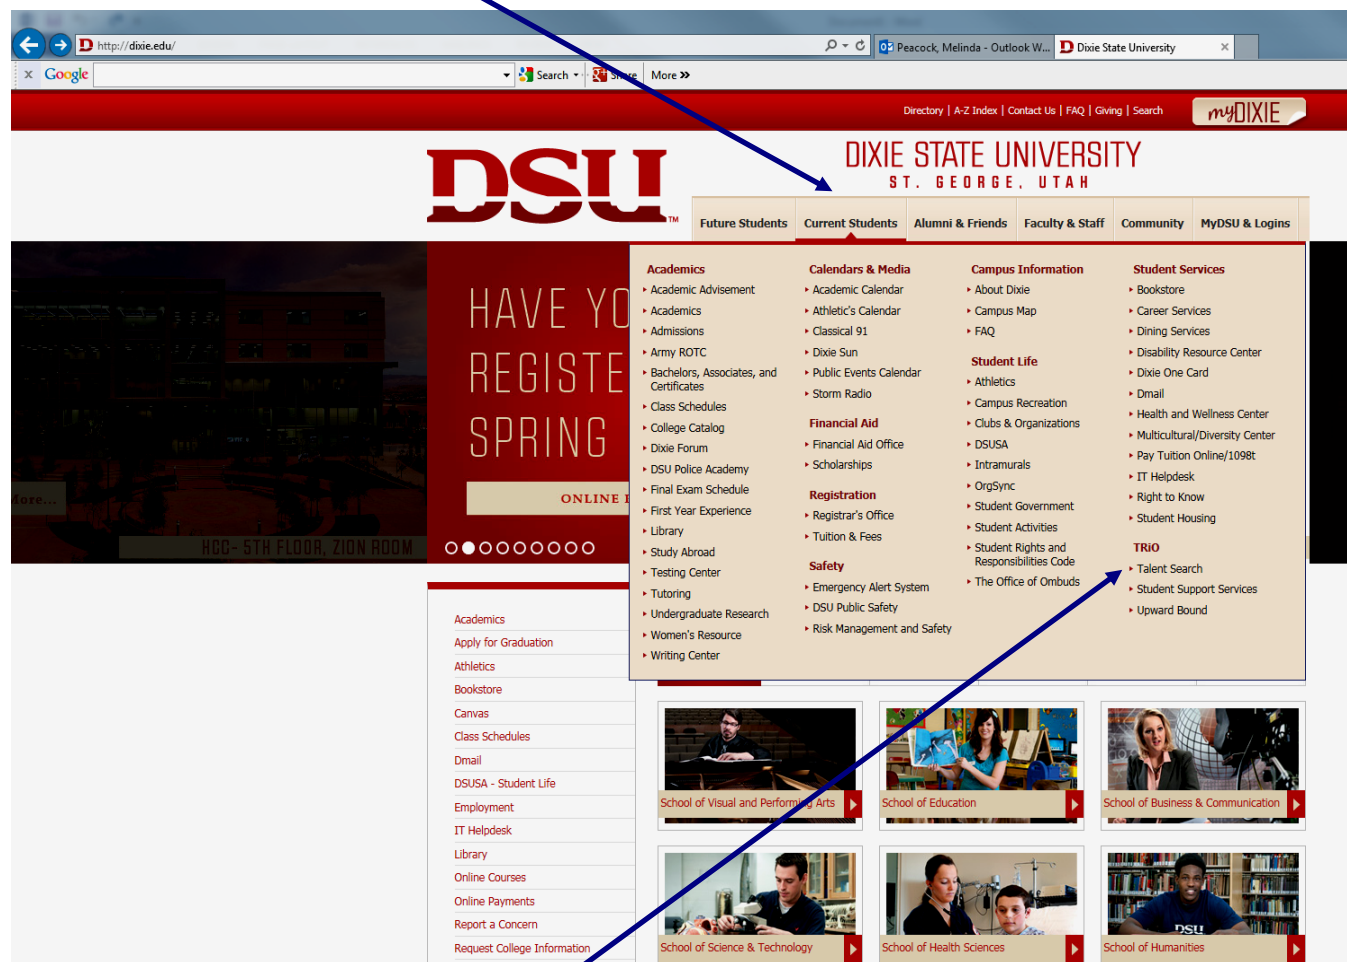 http://dixie.edu/
Peacock, Melinda - Outlook W...
Dixie State University
x Google
Search
Share
More »
Directory | A-Z Index | Contact Us | FAQ | Giving | Search
myDIXIE
DSU
TM
DIXIE STATE UNIVERSITY
ST. GEORGE, UTAH
Future Students
Current Students
Alumni & Friends
Faculty & Staff
Community
MyDSU & Logins
HAVE YO
REGISTE
SPRING
ONLINE
More...
HCC- 5TH FLOOR, ZION ROOM
Academics
Academic Advisement
Academics
Admissions
Army ROTC
Bachelors, Associates, and
Certificates
Class Schedules
College Catalog
Dixie Forum
DSU Police Academy
Final Exam Schedule
First Year Experience
Library
Study Abroad
Testing Center
Tutoring
Undergraduate Research
Women's Resource
Writing Center
Calendars & Media
Academic Calendar
Athletic's Calendar
Classical 91
Dixie Sun
Public Events Calendar
Storm Radio
Financial Aid
Financial Aid Office
Scholarships
Registration
Registrar's Office
Tuition & Fees
Safety
Emergency Alert System
DSU Public Safety
Risk Management and Safety
Campus Information
About Dixie
Campus Map
FAQ
Student Life
Athletics
Campus Recreation
Clubs & Organizations
DSUSA
Intramurals
OrgSync
Student Government
Student Activities
Student Rights and
Responsibilities Code
The Office of Ombuds
Student Services
Bookstore
Career Services
Dining Services
Disability Resource Center
Dixie One Card
Dmail
Health and Wellness Center
Multicultural/Diversity Center
Pay Tuition Online/1098t
IT Helpdesk
Right to Know
Student Housing
TRiO
Talent Search
Student Support Services
Upward Bound
Academics
Apply for Graduation
Athletics
Bookstore
Canvas
Class Schedules
Dmail
DSUSA - Student Life
Employment
IT Helpdesk
Library
Online Courses
Online Payments
Report a Concern
Request College Information
School of Visual and Performing Arts
School of Education
School of Business & Communication
School of Science & Technology
School of Health Sciences
DSU
School of Humanities